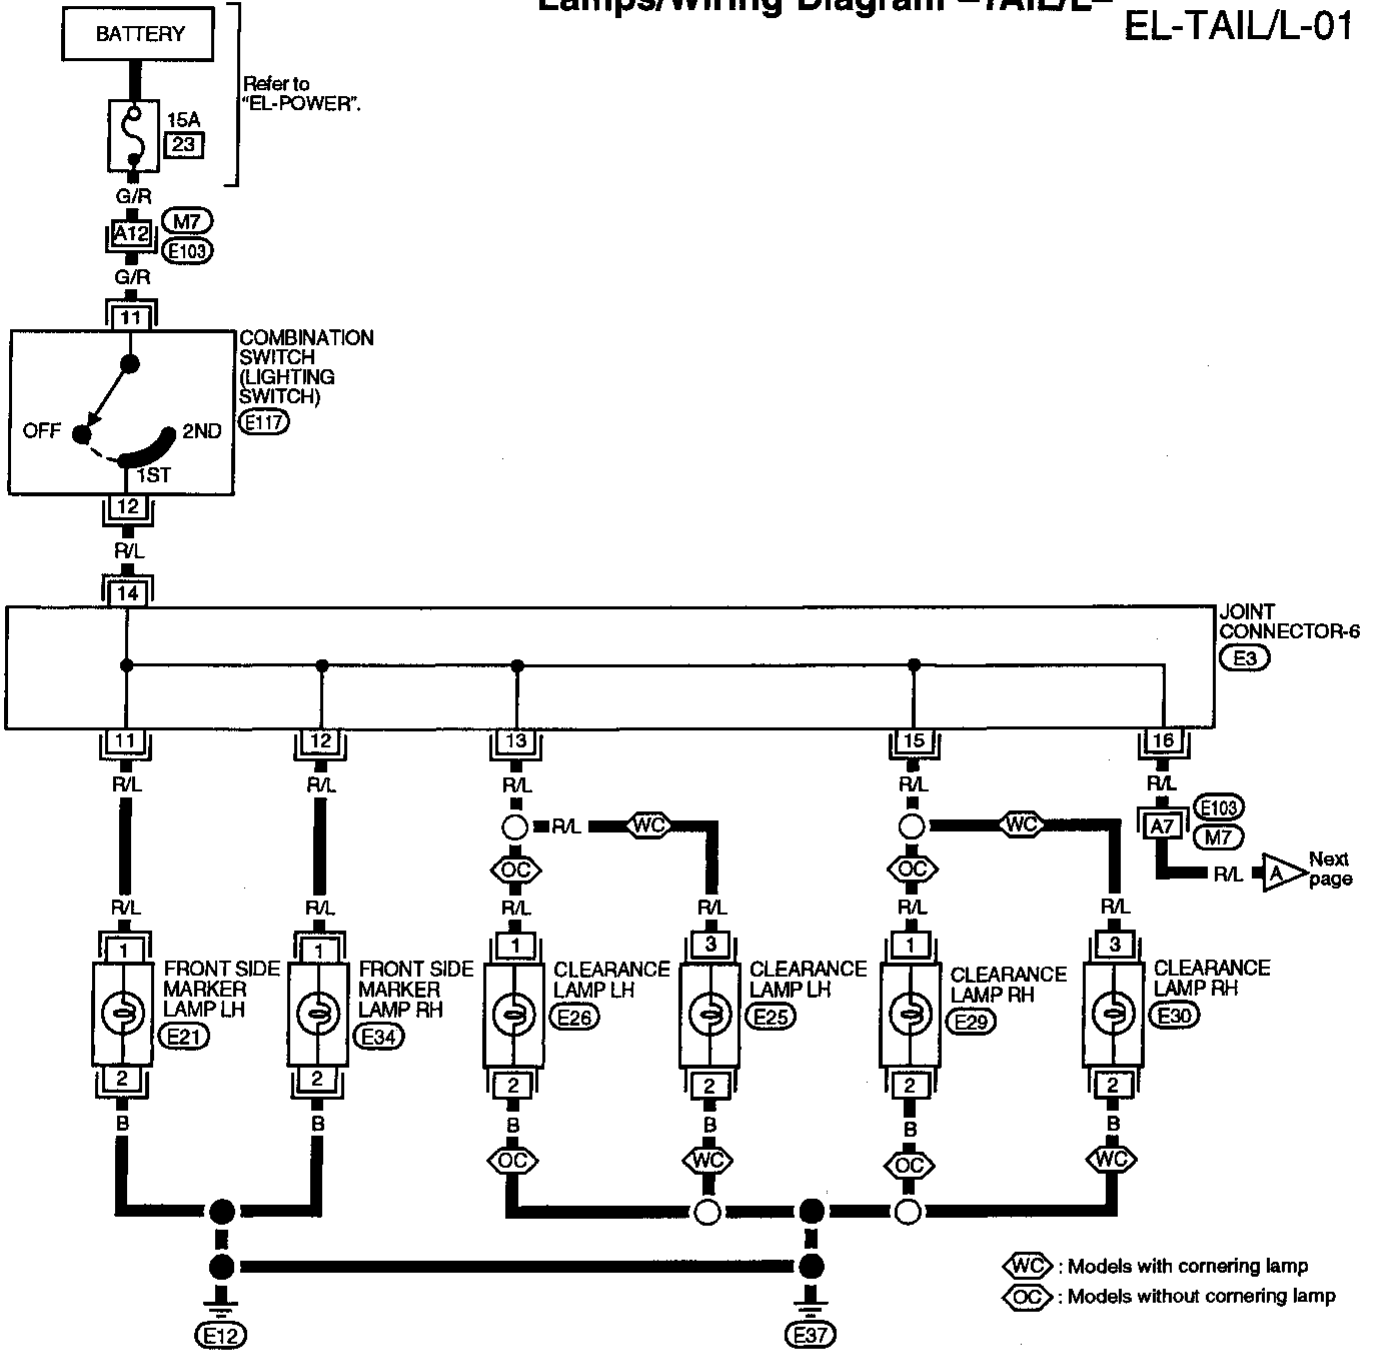 Lamps/Wiring Diagram –TAIL/L–
EL-TAIL/L-01
BATTERY
Refer to
"EL-POWER".
15A
23
G/R
A12
M7
E103
G/R
11
COMBINATION
SWITCH
(LIGHTING
SWITCH)
E117
OFF
2ND
1ST
12
R/L
14
JOINT
CONNECTOR-6
E3
11 12 13 15 16
R/L R/L R/L R/L R/L
R/L WC WC A7 E103
M7
OC OC R/L A Next
page
R/L R/L R/L R/L R/L R/L
1 1 1 3 1 3
FRONT SIDE
MARKER
LAMP LH
E21
FRONT SIDE
MARKER
LAMP RH
E34
CLEARANCE
LAMP LH
E26
CLEARANCE
LAMP LH
E25
CLEARANCE
LAMP RH
E29
CLEARANCE
LAMP RH
E30
2 2 2 2 2 2
B B B B B B
OC WC OC WC
WC : Models with cornering lamp
OC : Models without cornering lamp
E12 E37